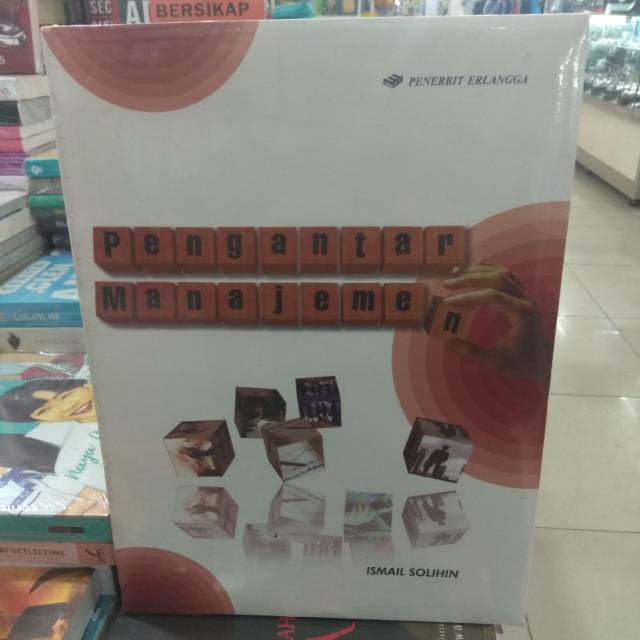 BERSIKAP
PENERBIT ERLANGGA
Pengantar
Manajemen
ISMAIL SOLIHIN